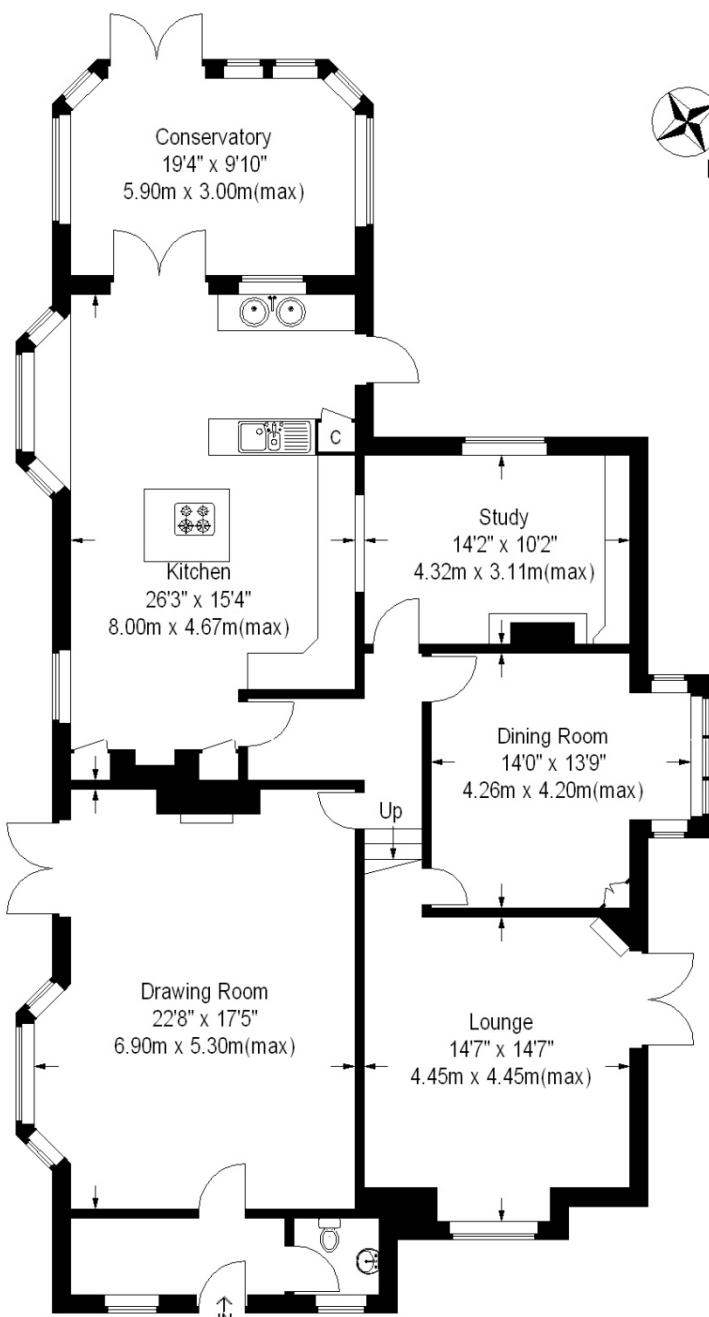 Conservatory
19'4" x 9'10"
5.90m x 3.00m(max)
C
Study
14'2" x 10'2"
4.32m x 3.11m(max)
Kitchen
26'3" x 15'4"
8.00m x 4.67m(max)
Dining Room
14'0" x 13'9"
4.26m x 4.20m(max)
Up
Drawing Room
22'8" x 17'5"
6.90m x 5.30m(max)
Lounge
14'7" x 14'7"
4.45m x 4.45m(max)